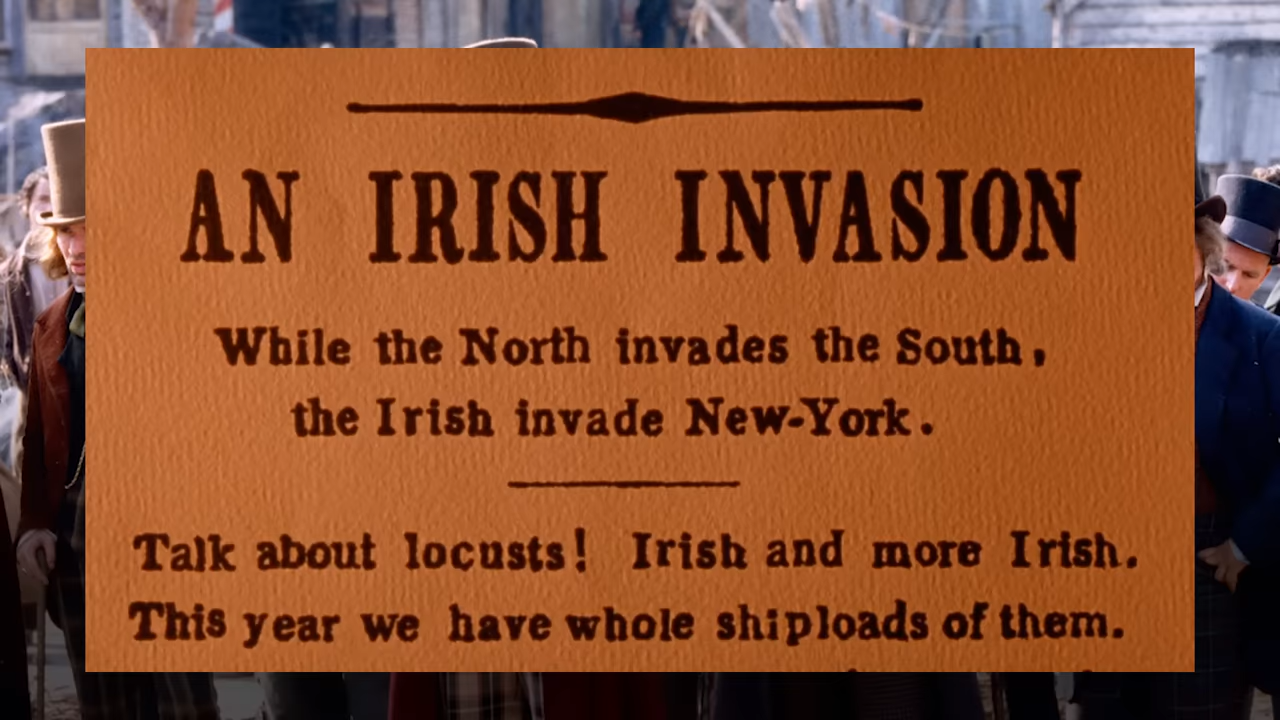 AN IRISH INVASION
While the North invades the South,
the Irish invade New-York.
Talk about locusts! Irish and more Irish.
This year we have whole shiploads of them.